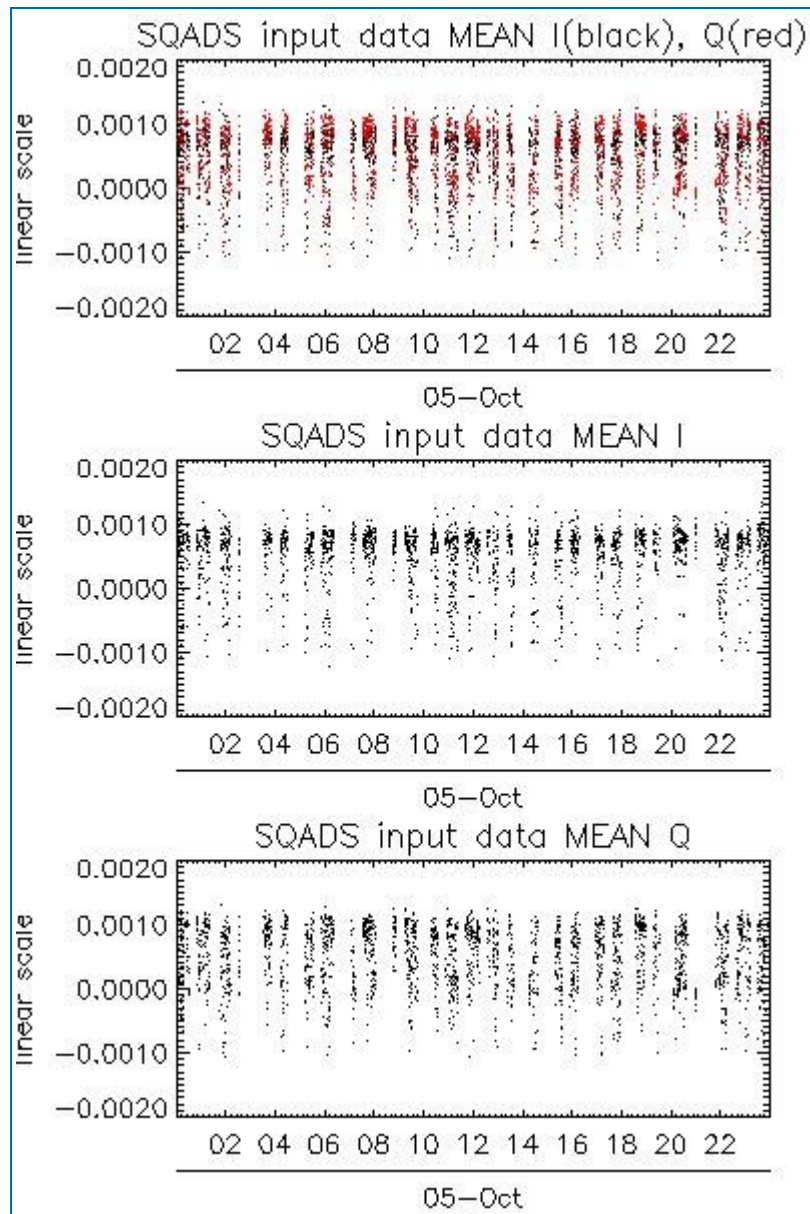 SQADS input data MEAN I(black), Q(red)
linear scale
0.0020
0.0010
0.0000
−0.0010
−0.0020
02 04 06 08 10 12 14 16 18 20 22
05−Oct
SQADS input data MEAN I
linear scale
0.0020
0.0010
0.0000
−0.0010
−0.0020
02 04 06 08 10 12 14 16 18 20 22
05−Oct
SQADS input data MEAN Q
linear scale
0.0020
0.0010
0.0000
−0.0010
−0.0020
02 04 06 08 10 12 14 16 18 20 22
05−Oct